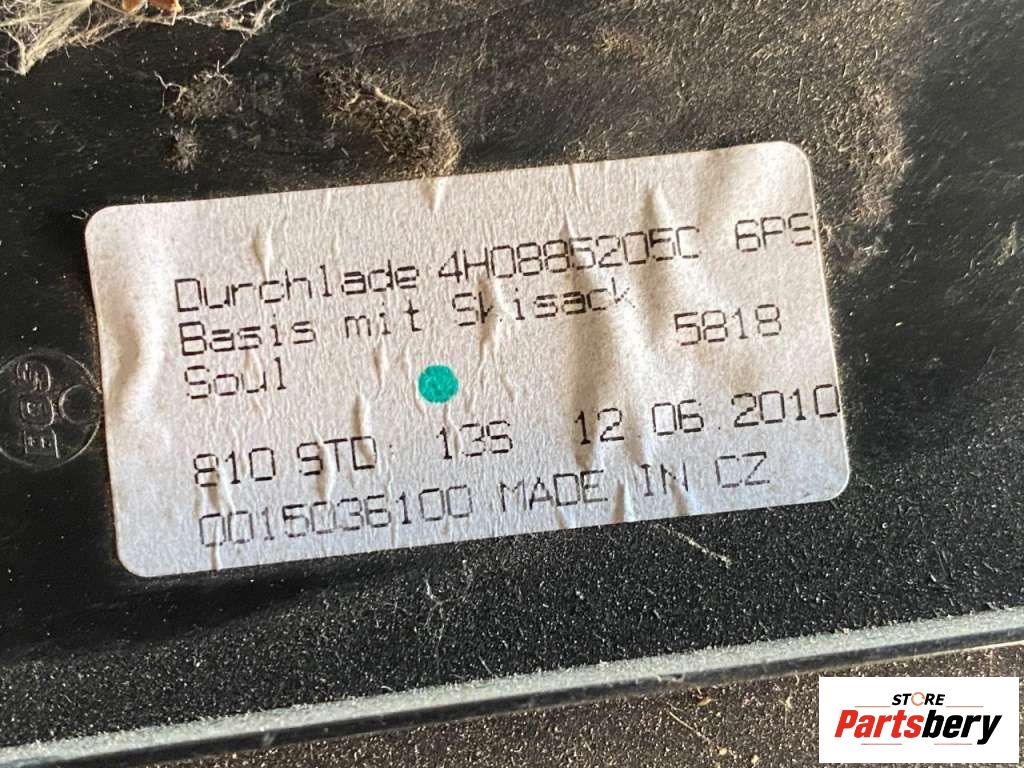 Durchlade 4H0885205C 6PS
Basis mit Skisack 5818
Soul
810 STD 13S 12.06.2010
0015036100 MADE IN CZ
STORE
Partsbery